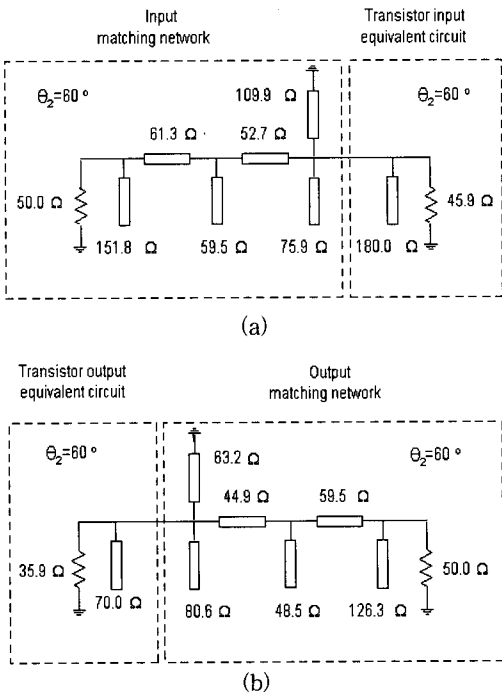 Input
matching network
Transistor input
equivalent circuit
θ₂=60 °
109.9 Ω
θ₂=60 °
61.3 Ω
52.7 Ω
50.0 Ω
45.9 Ω
151.8 Ω
59.5 Ω
75.9 Ω
180.0 Ω
(a)
Transistor output
equivalent circuit
Output
matching network
θ₂=60 °
63.2 Ω
θ₂=60 °
44.9 Ω
59.5 Ω
35.9 Ω
50.0 Ω
70.0 Ω
80.6 Ω
48.5 Ω
126.3 Ω
(b)